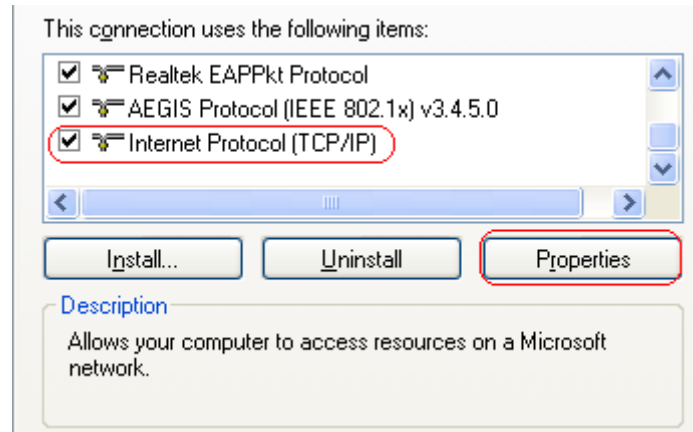 This connection uses the following items:
Realtek EAPPkt Protocol
AEGIS Protocol (IEEE 802.1x) v3.4.5.0
Internet Protocol (TCP/IP)
Install... Uninstall Properties
Description
Allows your computer to access resources on a Microsoft
network.